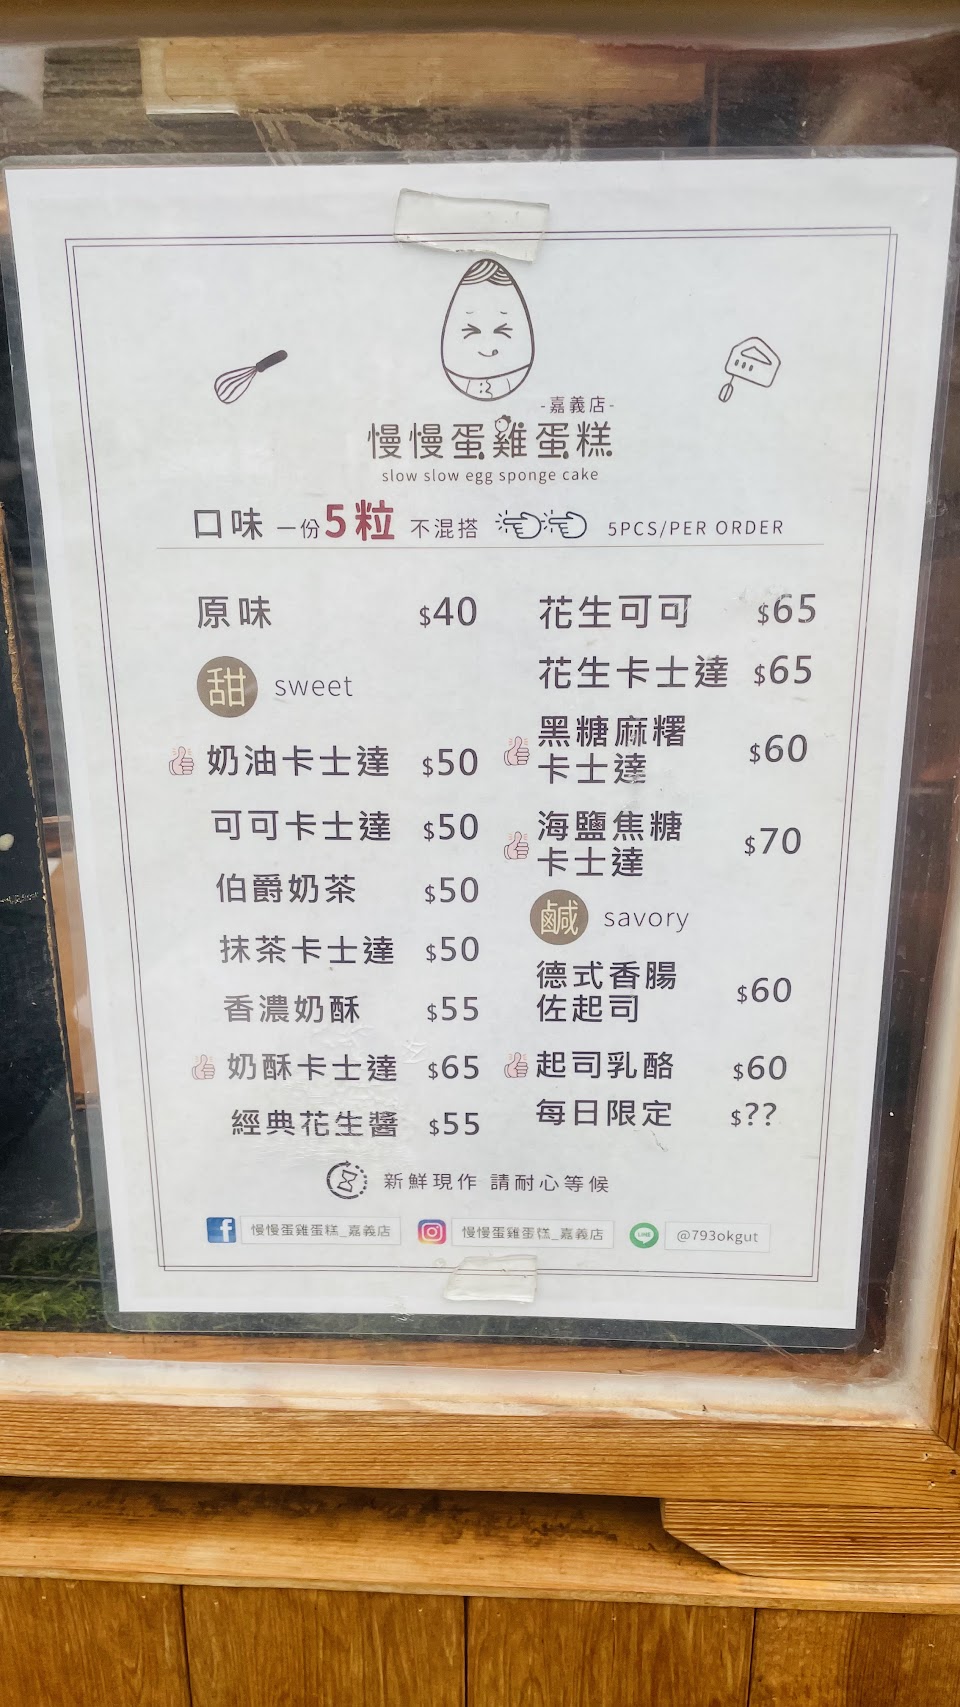 -嘉義店-
慢慢蛋雞蛋糕
slow slow egg sponge cake
口味 一份5粒 不混搭 5PCS/PER ORDER
原味 $40
甜 sweet
奶油卡士達 $50
可可卡士達 $50
伯爵奶茶 $50
抹茶卡士達 $50
香濃奶酥 $55
奶酥卡士達 $65
經典花生醬 $55
花生可可 $65
花生卡士達 $65
黑糖麻糬
卡士達 $60
海鹽焦糖
卡士達 $70
鹹 savory
德式香腸
佐起司 $60
起司乳酪 $60
每日限定 $??
新鮮現作 請耐心等候
慢慢蛋雞蛋糕_嘉義店 慢慢蛋雞蛋糕_嘉義店 LINE @793okgut